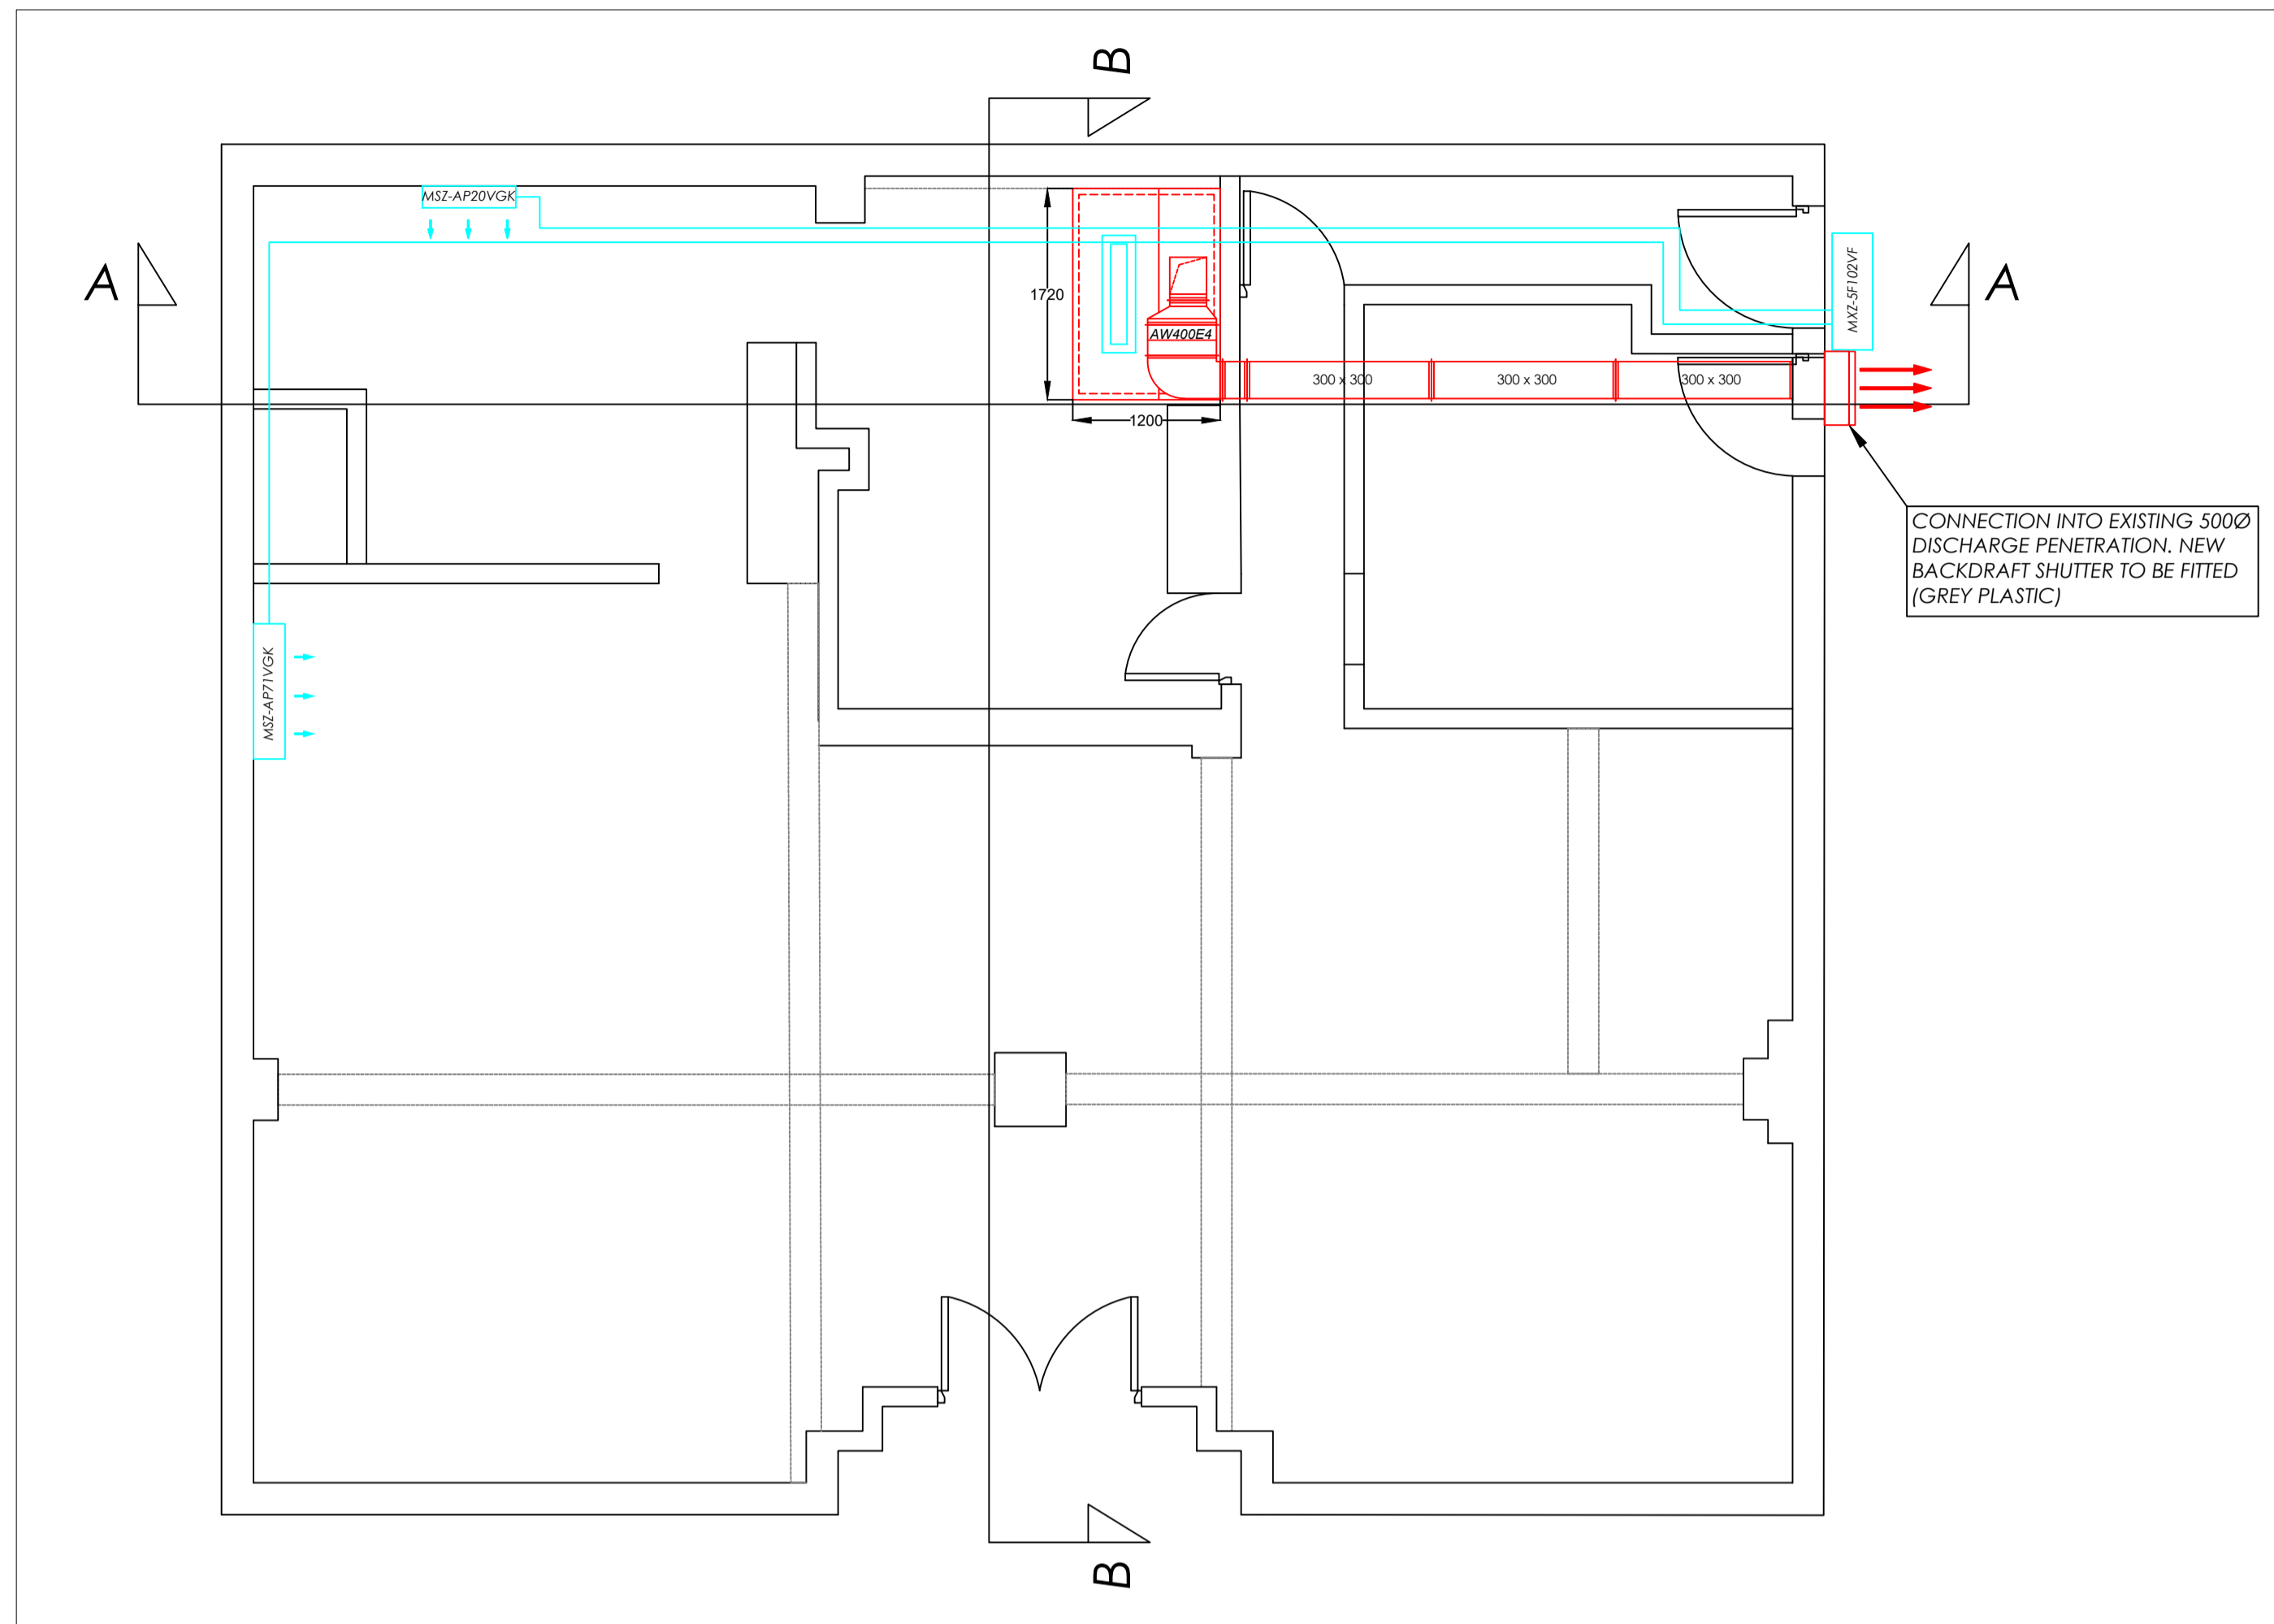 B
MSZ-AP20VGK
A
1720
AW400E4
MXZ-5F102VF
A
300 x 300
300 x 300
300 x 300
1200
CONNECTION INTO EXISTING 500Ø
DISCHARGE PENETRATION. NEW
BACKDRAFT SHUTTER TO BE FITTED
(GREY PLASTIC)
MSZ-AP71VGK
B